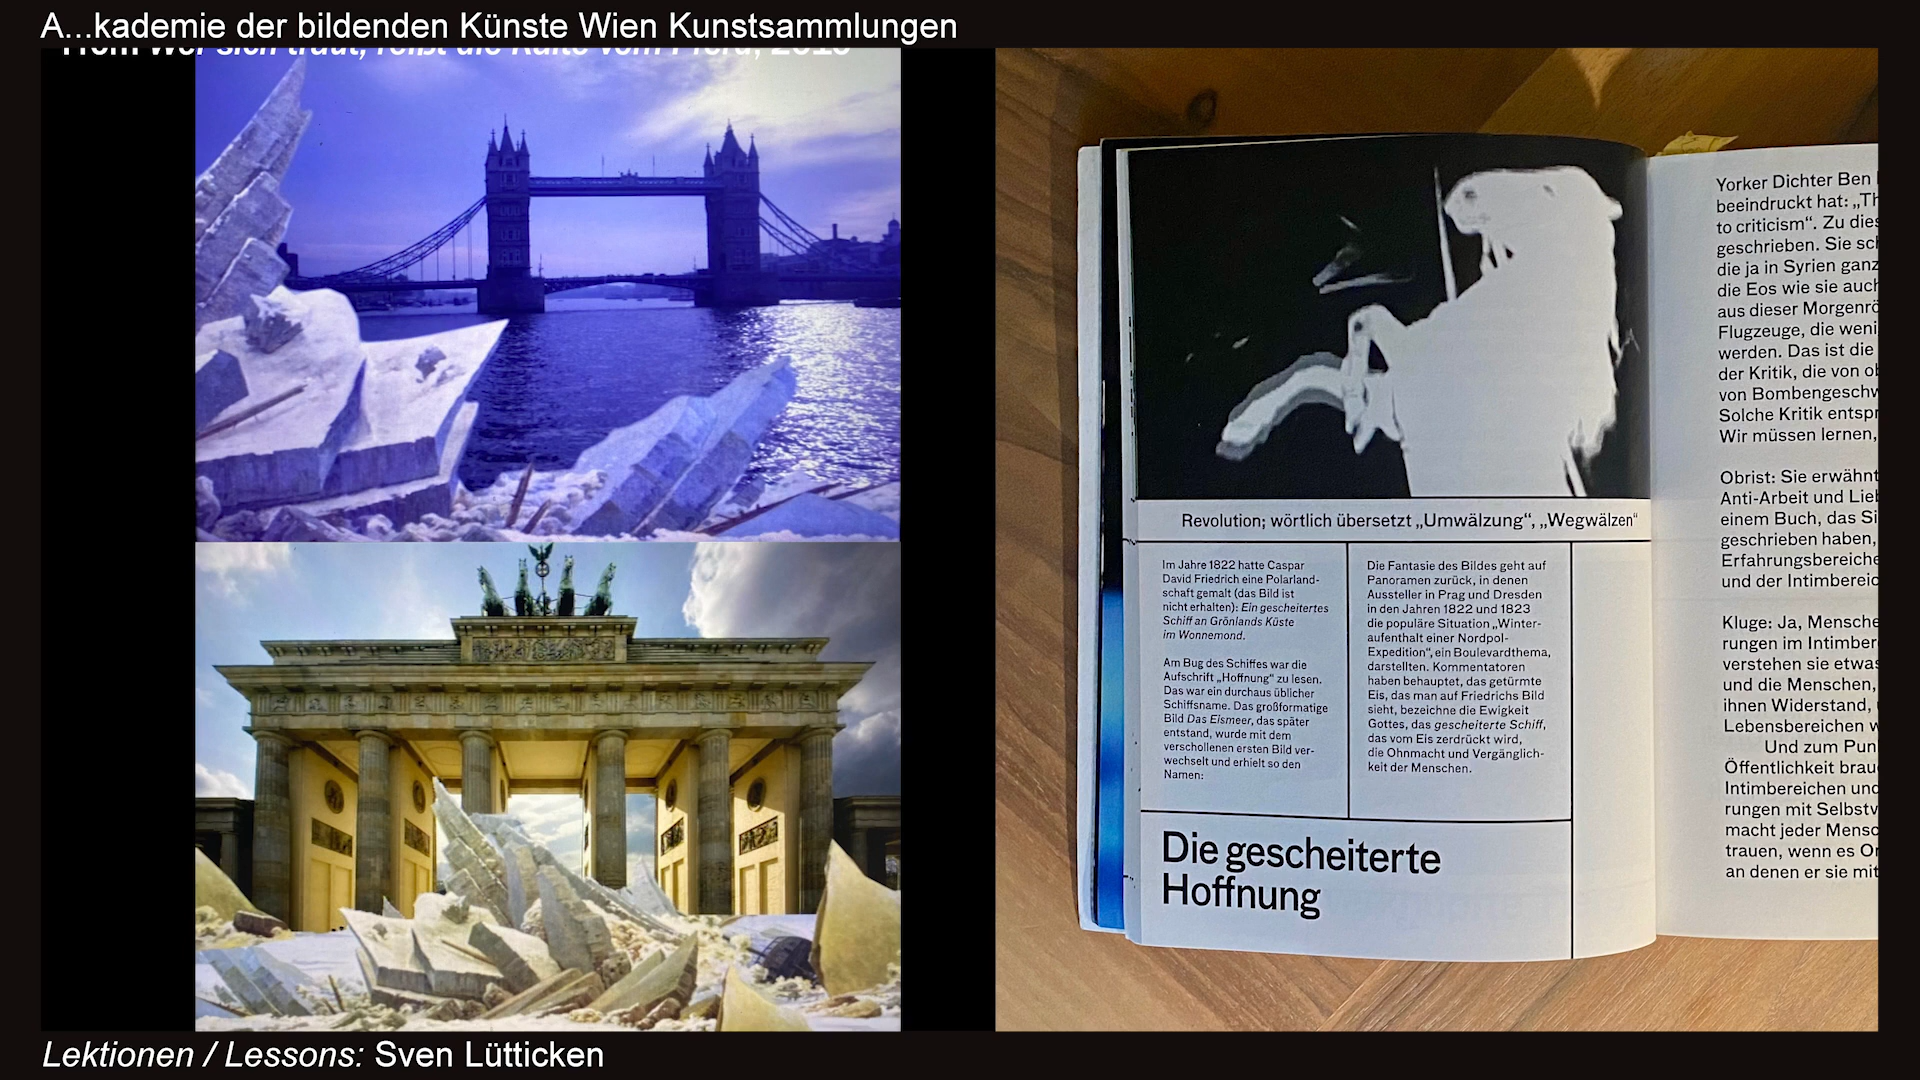 A...kademie der bildenden Künste Wien Kunstsammlungen
From Wer sich traut, reißt die Kälte vom Pferd,
Revolution; wörtlich übersetzt „Umwälzung“, „Wegwälzen“
Im Jahre 1822 hatte Caspar
David Friedrich eine Polarland-
schaft gemalt (das Bild ist
nicht erhalten): Ein gescheitertes
Schiff an Grönlands Küste
im Wonnemond.
Am Bug des Schiffes war die
Aufschrift „Hoffnung“ zu lesen.
Das war ein durchaus üblicher
Schiffsname. Das großformatige
Bild Das Eismeer, das später
entstand, wurde mit dem
verschollenen ersten Bild ver-
wechselt und erhielt so den
Namen:
Die Fantasie des Bildes geht auf
Panoramen zurück, in denen
Aussteller in Prag und Dresden
in den Jahren 1822 und 1823
die populäre Situation „Winter-
aufenthalt einer Nordpol-
Expedition“, ein Boulevardthema,
darstellten. Kommentatoren
haben behauptet, das getürmte
Eis, das man auf Friedrichs Bild
sieht, bezeichne die Ewigkeit
Gottes, das gescheiterte Schiff,
das vom Eis zerdrückt wird,
die Ohnmacht und Vergänglich-
keit der Menschen.
Die gescheiterte
Hoffnung
Yorker Dichter Ben
beeindruckt hat: „Th
to criticism“. Zu dies
geschrieben. Sie sch
die ja in Syrien ganz
die Eos wie sie auch
aus dieser Morgenrö
Flugzeuge, die weni
werden. Das ist die
der Kritik, die von ob
von Bombengeschw
Solche Kritik entspr
Wir müssen lernen,
Obrist: Sie erwähnt
Anti-Arbeit und Lieb
einem Buch, das Si
geschrieben haben,
Erfahrungsbereiche
und der Intimbereic
Kluge: Ja, Mensche
rungen im Intimber
verstehen sie etwas
und die Menschen,
ihnen Widerstand,
Lebensbereichen w
Und zum Pun
Öffentlichkeit brau
Intimbereichen und
rungen mit Selbstv
macht jeder Mensc
trauen, wenn es Or
an denen er sie mit
Lektionen / Lessons: Sven Lütticken